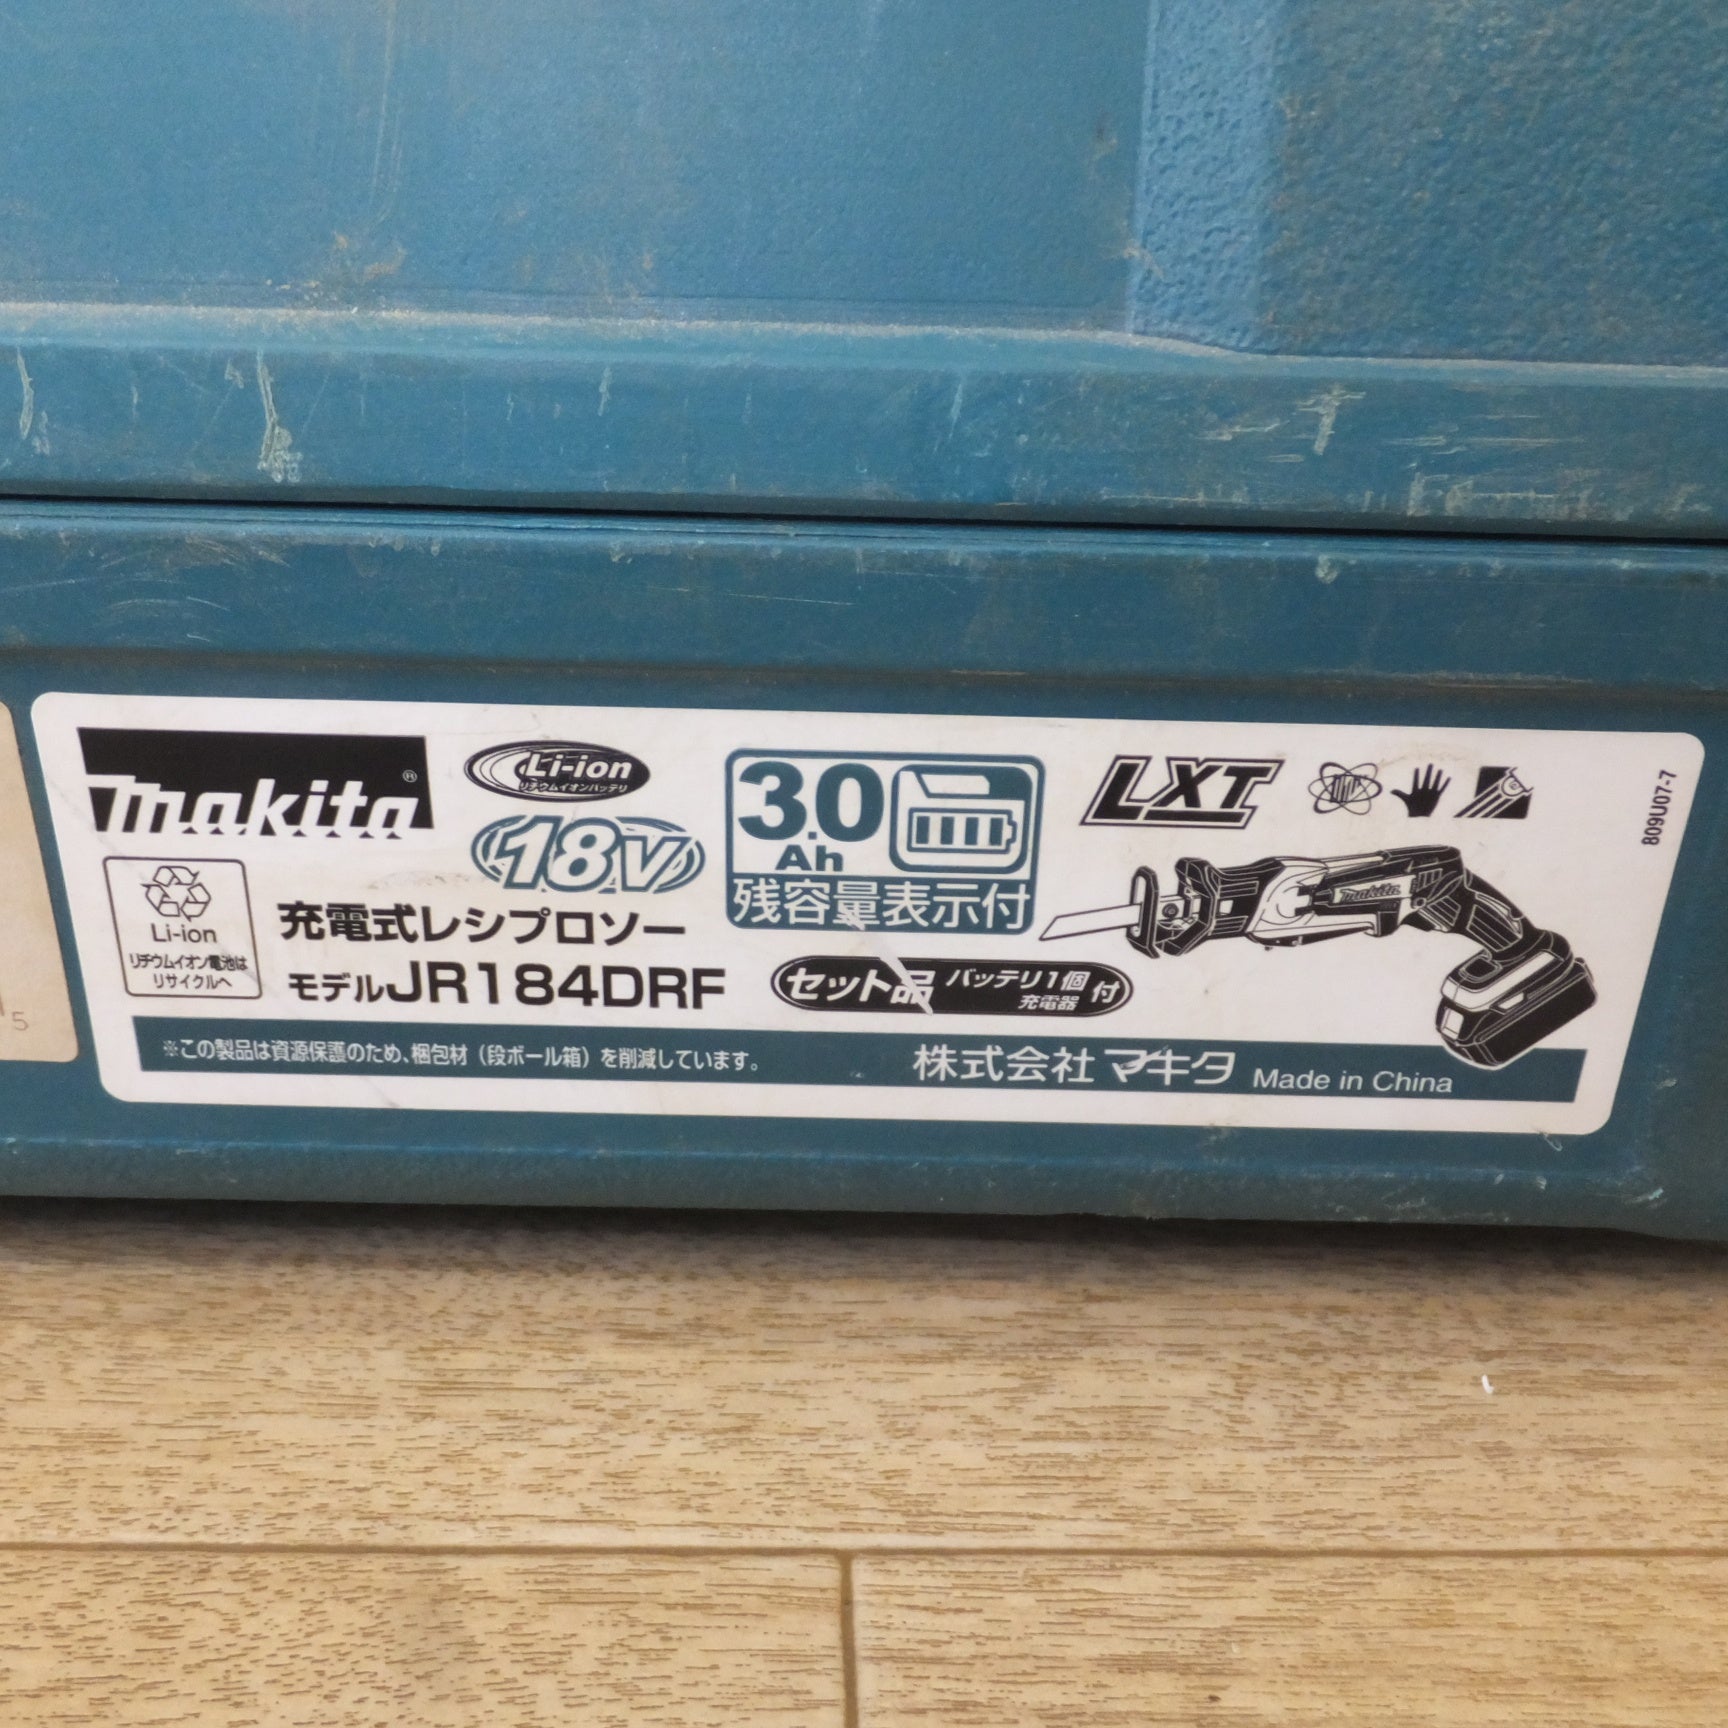 makita®
Li-ion
リチウムイオンバッテリ
18V
3.0
Ah
残容量表示付
LXT
809U07-7
Li-ion
リチウムイオン電池は
リサイクルへ
充電式レシプロソー
モデルJR184DRF
セット品 バッテリ1個
充電器 付
makita
※この製品は資源保護のため、梱包材(段ボール箱)を削減しています。
株式会社マキタ Made in China
5